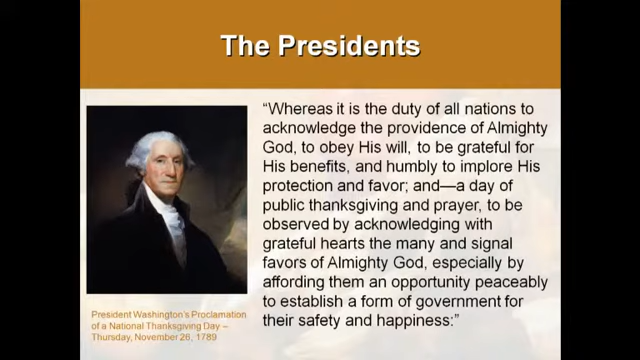 The Presidents
“Whereas it is the duty of all nations to
acknowledge the providence of Almighty
God, to obey His will, to be grateful for
His benefits, and humbly to implore His
protection and favor; and—a day of
public thanksgiving and prayer, to be
observed by acknowledging with
grateful hearts the many and signal
favors of Almighty God, especially by
affording them an opportunity peaceably
to establish a form of government for
their safety and happiness:”
President Washington’s Proclamation
of a National Thanksgiving Day –
Thursday, November 26, 1789